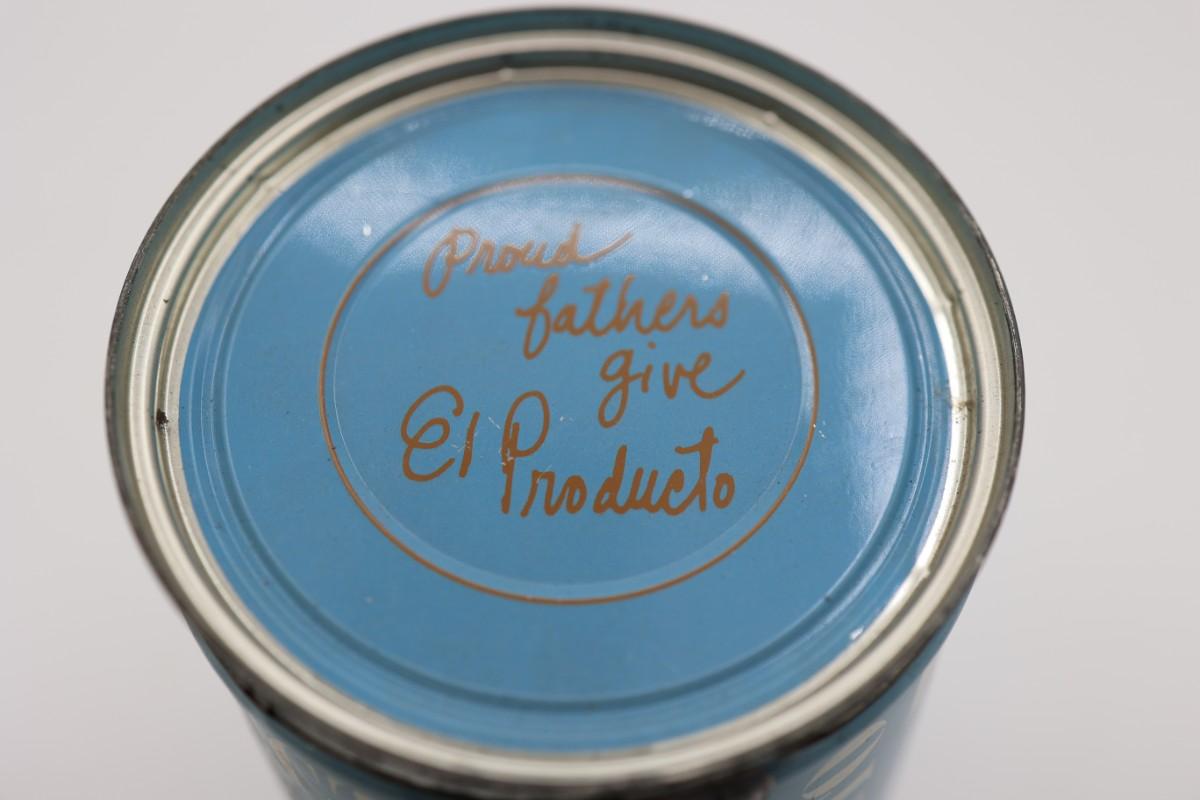 Proud
fathers
give
El Producto